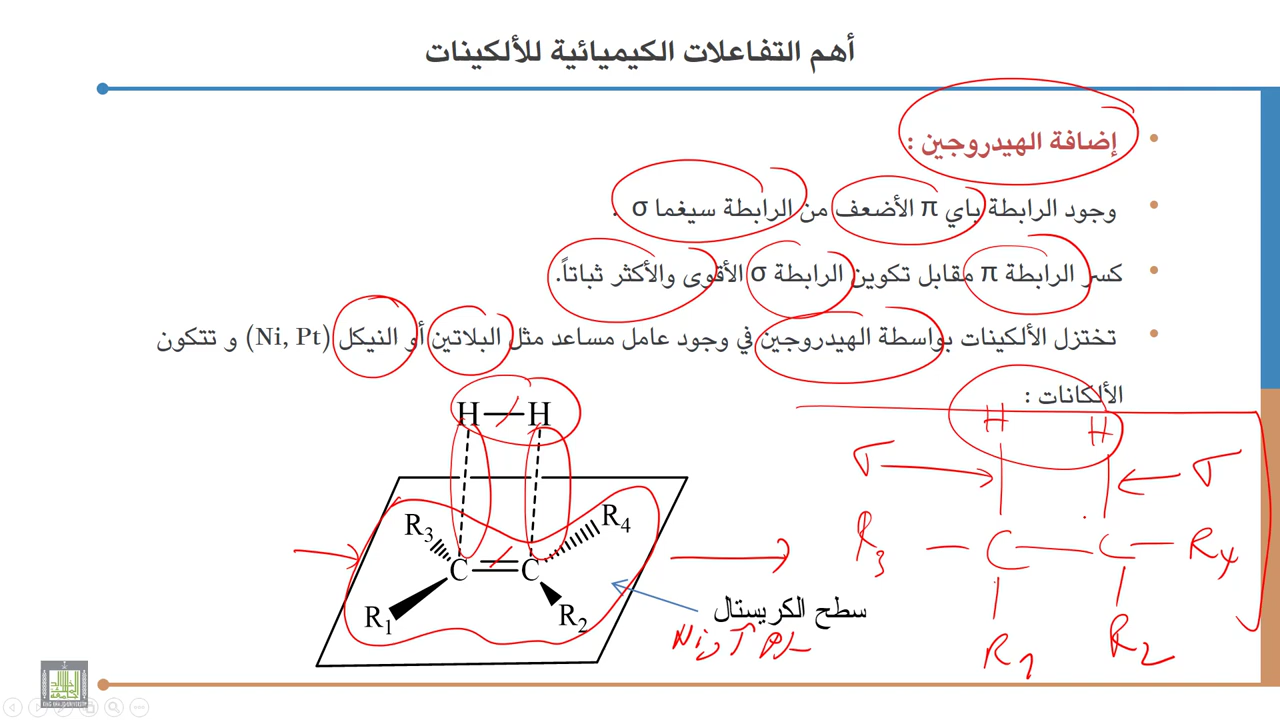 أهم التفاعلات الكيميائية للألكينات
إضافة الهيدروجين :
وجود الرابطة باي π الأضعف من الرابطة سيغما σ .
كسر الرابطة π مقابل تكوين الرابطة σ الأقوى والأكثر ثباتاً.
تختزل الألكينات بواسطة الهيدروجين في وجود عامل مساعد مثل البلاتين أو النيكل (Ni, Pt) و تتكون
الألكانات :
H—H
H H
σ σ
R3 R4
C=C
R3 — C — C — R4
R1 R2
سطح الكريستال
Ni أو Pt
R1 R2